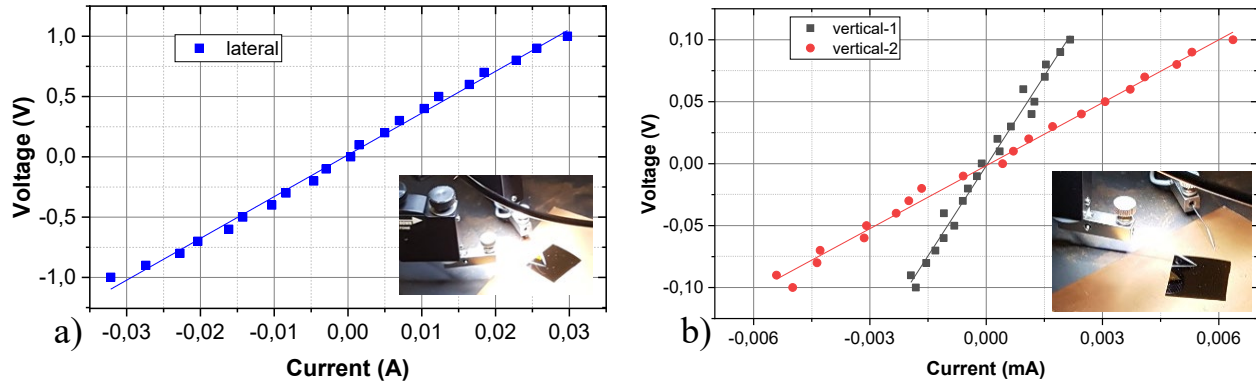 1,0
0,5
0,0
-0,5
-1,0
Voltage (V)
lateral
-0,03
-0,02
-0,01
0,00
0,01
0,02
0,03
Current (A)
a)
0,10
0,05
0,00
-0,05
-0,10
Voltage (V)
vertical-1
vertical-2
-0,006
-0,003
0,000
0,003
0,006
Current (mA)
b)